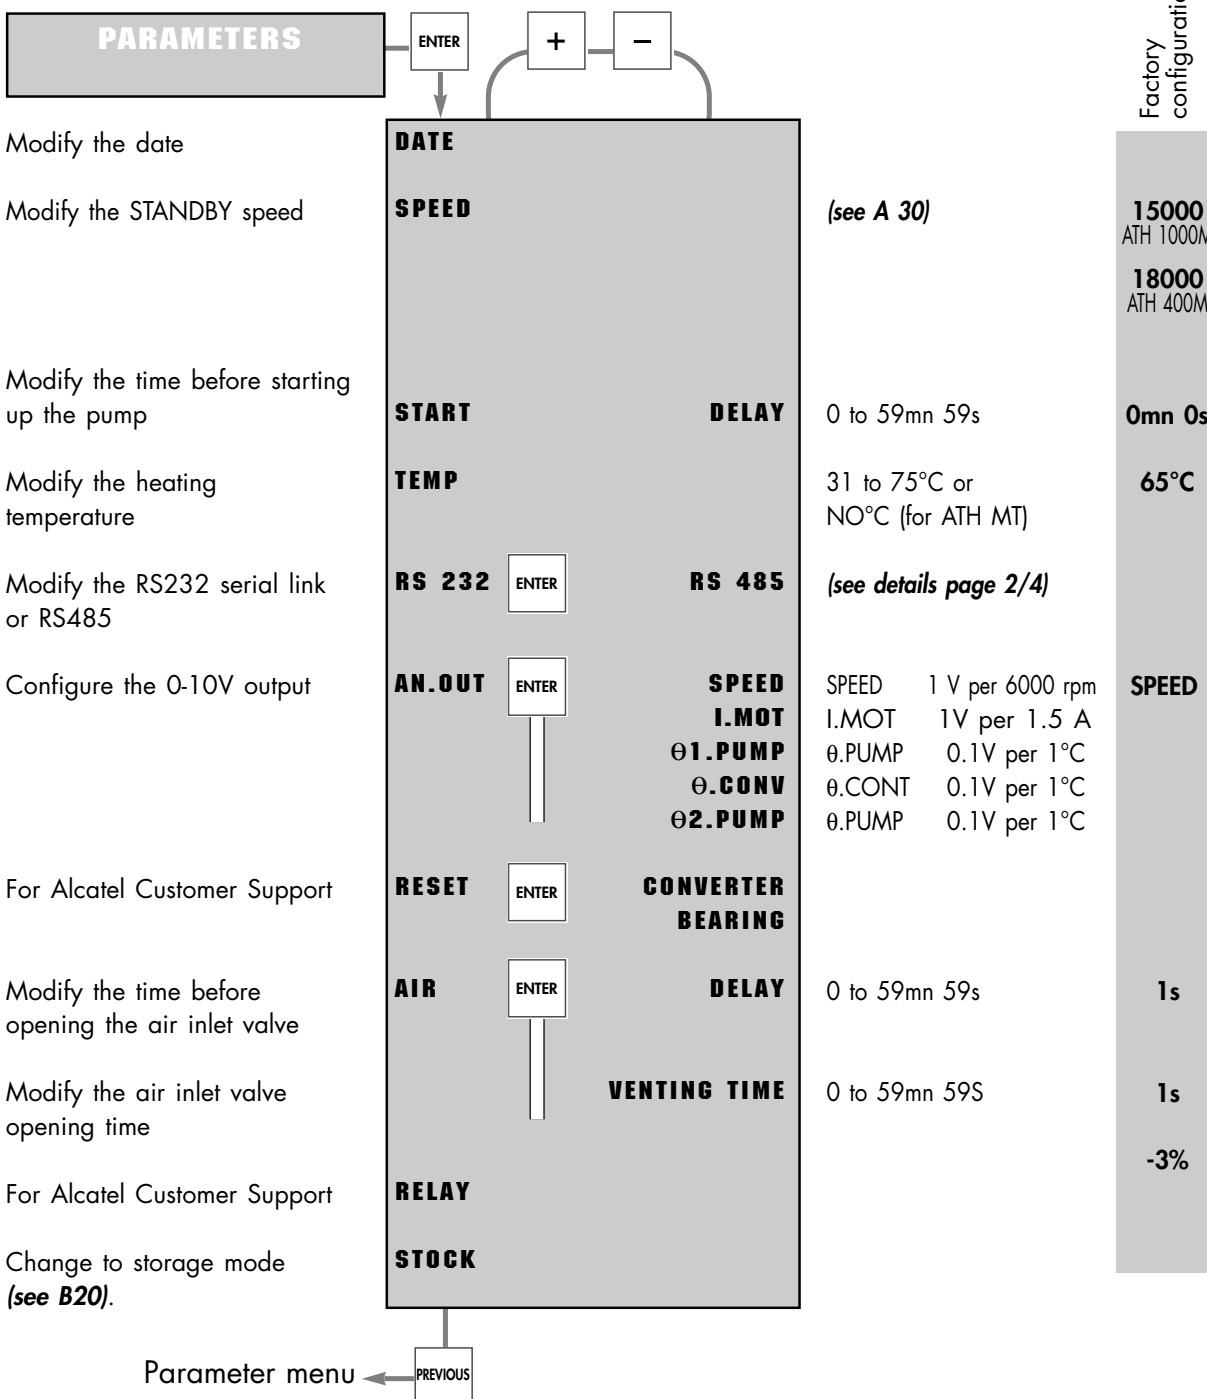 PARAMETERS
ENTER
+
−
Factory
Modify the date
DATE
Modify the STANDBY speed
SPEED
(see A 30)
15000
ATH
18000
ATH
Modify the time before starting
up the pump
START DELAY
0 to 59mn 59s
0mn 0s
Modify the heating
temperature
TEMP
31 to 75°C or
NO°C (for ATH MT)
65°C
Modify the RS232 serial link
or RS485
RS 232 ENTER RS 485
(see details page 2/4)
Configure the 0-10V output
AN.OUT ENTER SPEED
I.MOT
θ1.PUMP
θ.CONV
θ2.PUMP
SPEED 1 V per 6000 rpm
I.MOT 1V per 1.5 A
θ.PUMP 0.1V per 1°C
θ.CONT 0.1V per 1°C
θ.PUMP 0.1V per 1°C
SPEED
For Alcatel Customer Support
RESET ENTER CONVERTER
BEARING
Modify the time before
opening the air inlet valve
AIR ENTER DELAY
0 to 59mn 59s
1s
Modify the air inlet valve
opening time
VENTING TIME
0 to 59mn 59S
1s
-3%
For Alcatel Customer Support
RELAY
Change to storage mode
(see B20).
STOCK
Parameter menu
PREVIOUS